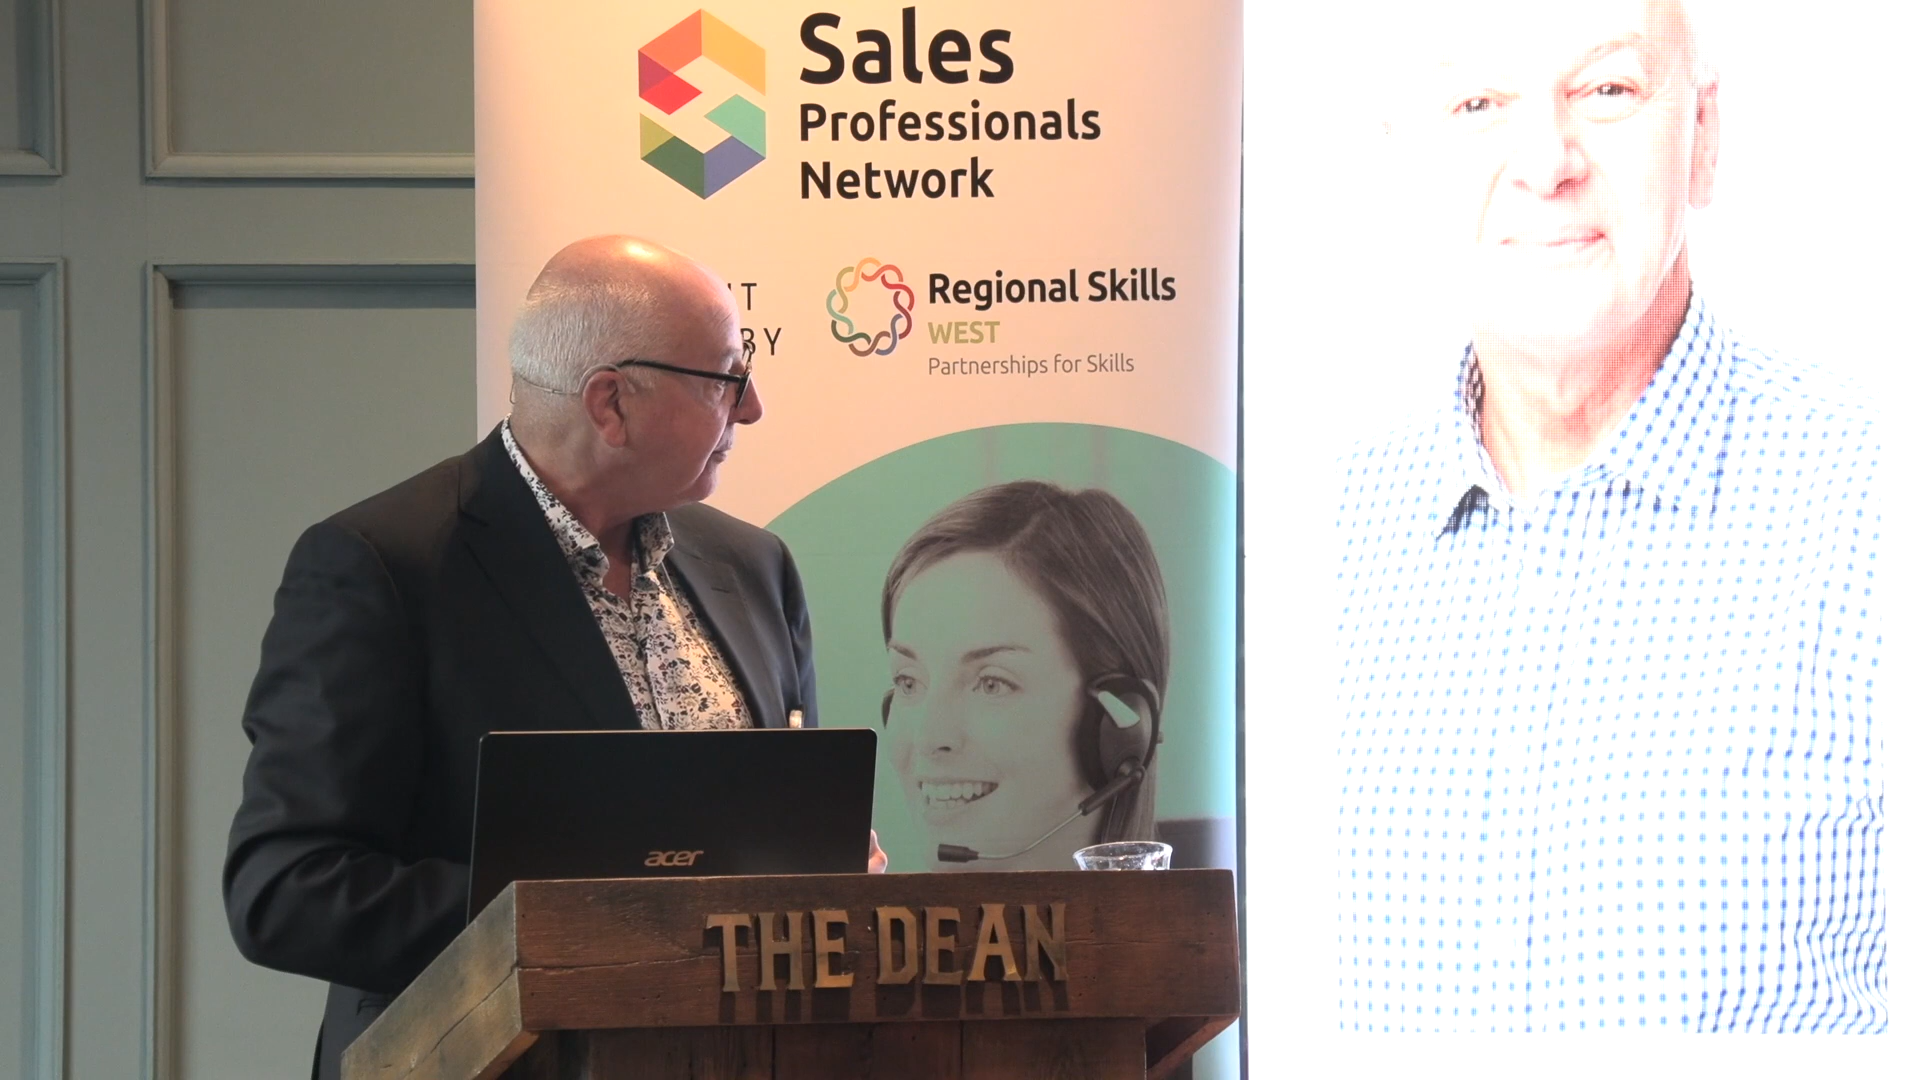 Sales
Professionals
Network
Regional Skills
WEST
Partnerships for Skills
acer
THE DEAN